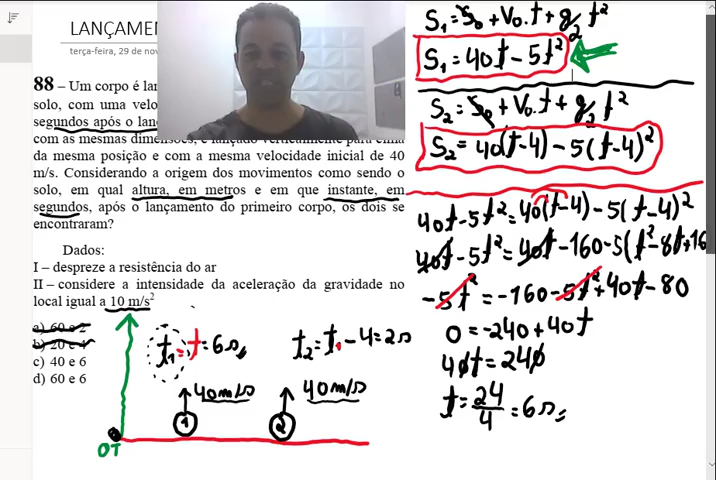 LANÇAMEN
terça-feira, 29 de nov
88 – Um corpo é la
solo, com uma velo
segundos após o lan
com as mesmas dimensões, é lançado verticalmente para cima
da mesma posição e com a mesma velocidade inicial de 40
m/s. Considerando a origem dos movimentos como sendo o
solo, em qual altura, em metros e em que instante, em
segundos, após o lançamento do primeiro corpo, os dois se
encontraram?
Dados:
I – despreze a resistência do ar
II – considere a intensidade da aceleração da gravidade no
local igual a 10 m/s²
a) 60 e 2
b) 20 e 4
c) 40 e 6
d) 60 e 6
t₁ = t = 6s
t₂ = t₁ - 4 = 2s
40m/s
40m/s
1
2
OT
S₁ = S₀ + V₀.t + g/2 t²
S₁ = 40t - 5t²
S₂ = S₀ + V₀.t + g/2 t²
S₂ = 40(t-4) - 5(t-4)²
40t - 5t² = 40(t-4) - 5(t-4)²
40t - 5t² = 40t - 160 - 5(t² - 8t + 16
-5t² = -160 - 5t² + 40t - 80
0 = -240 + 40t
40t = 240
t = 24/4 = 6s